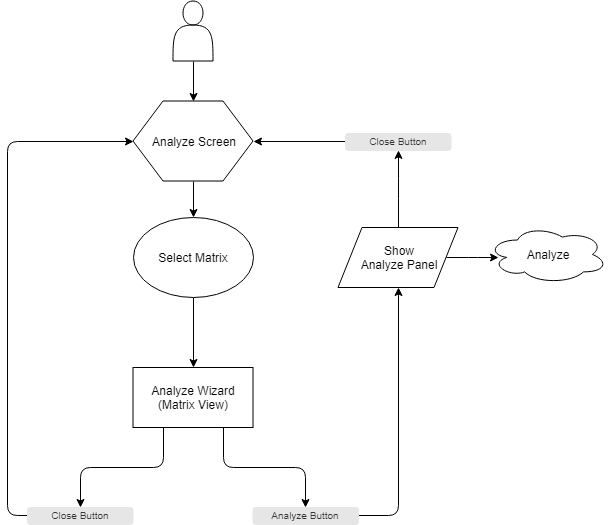 Analyze Screen
Close Button
Select Matrix
Show
Analyze Panel
Analyze
Analyze Wizard
(Matrix View)
Close Button
Analyze Button